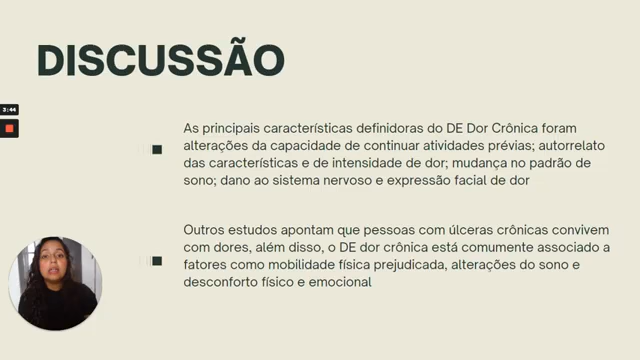 DISCUSSÃO
3:44
As principais características definidoras do DE Dor Crônica foram
alterações da capacidade de continuar atividades prévias; autorrelato
das características e de intensidade de dor; mudança no padrão de
sono; dano ao sistema nervoso e expressão facial de dor
Outros estudos apontam que pessoas com úlceras crônicas convivem
com dores, além disso, o DE dor crônica está comumente associado a
fatores como mobilidade física prejudicada, alterações do sono e
desconforto físico e emocional